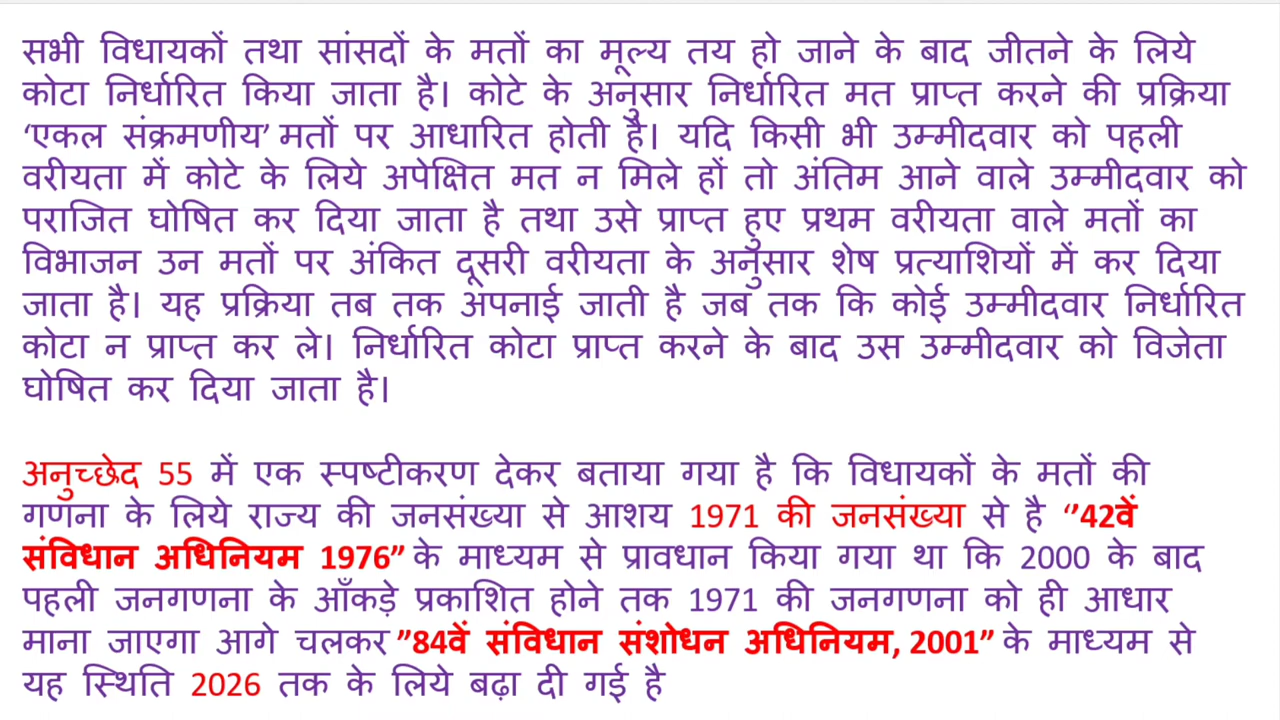 सभी विधायकों तथा सांसदों के मतों का मूल्य तय हो जाने के बाद जीतने के लिये
कोटा निर्धारित किया जाता है। कोटे के अनुसार निर्धारित मत प्राप्त करने की प्रक्रिया
‘एकल संक्रमणीय’ मतों पर आधारित होती है। यदि किसी भी उम्मीदवार को पहली
वरीयता में कोटे के लिये अपेक्षित मत न मिले हों तो अंतिम आने वाले उम्मीदवार को
पराजित घोषित कर दिया जाता है तथा उसे प्राप्त हुए प्रथम वरीयता वाले मतों का
विभाजन उन मतों पर अंकित दूसरी वरीयता के अनुसार शेष प्रत्याशियों में कर दिया
जाता है। यह प्रक्रिया तब तक अपनाई जाती है जब तक कि कोई उम्मीदवार निर्धारित
कोटा न प्राप्त कर ले। निर्धारित कोटा प्राप्त करने के बाद उस उम्मीदवार को विजेता
घोषित कर दिया जाता है।
अनुच्छेद 55 में एक स्पष्टीकरण देकर बताया गया है कि विधायकों के मतों की
गणना के लिये राज्य की जनसंख्या से आशय 1971 की जनसंख्या से है ‘’42वें
संविधान अधिनियम 1976” के माध्यम से प्रावधान किया गया था कि 2000 के बाद
पहली जनगणना के आँकड़े प्रकाशित होने तक 1971 की जनगणना को ही आधार
माना जाएगा आगे चलकर ”84वें संविधान संशोधन अधिनियम, 2001” के माध्यम से
यह स्थिति 2026 तक के लिये बढ़ा दी गई है